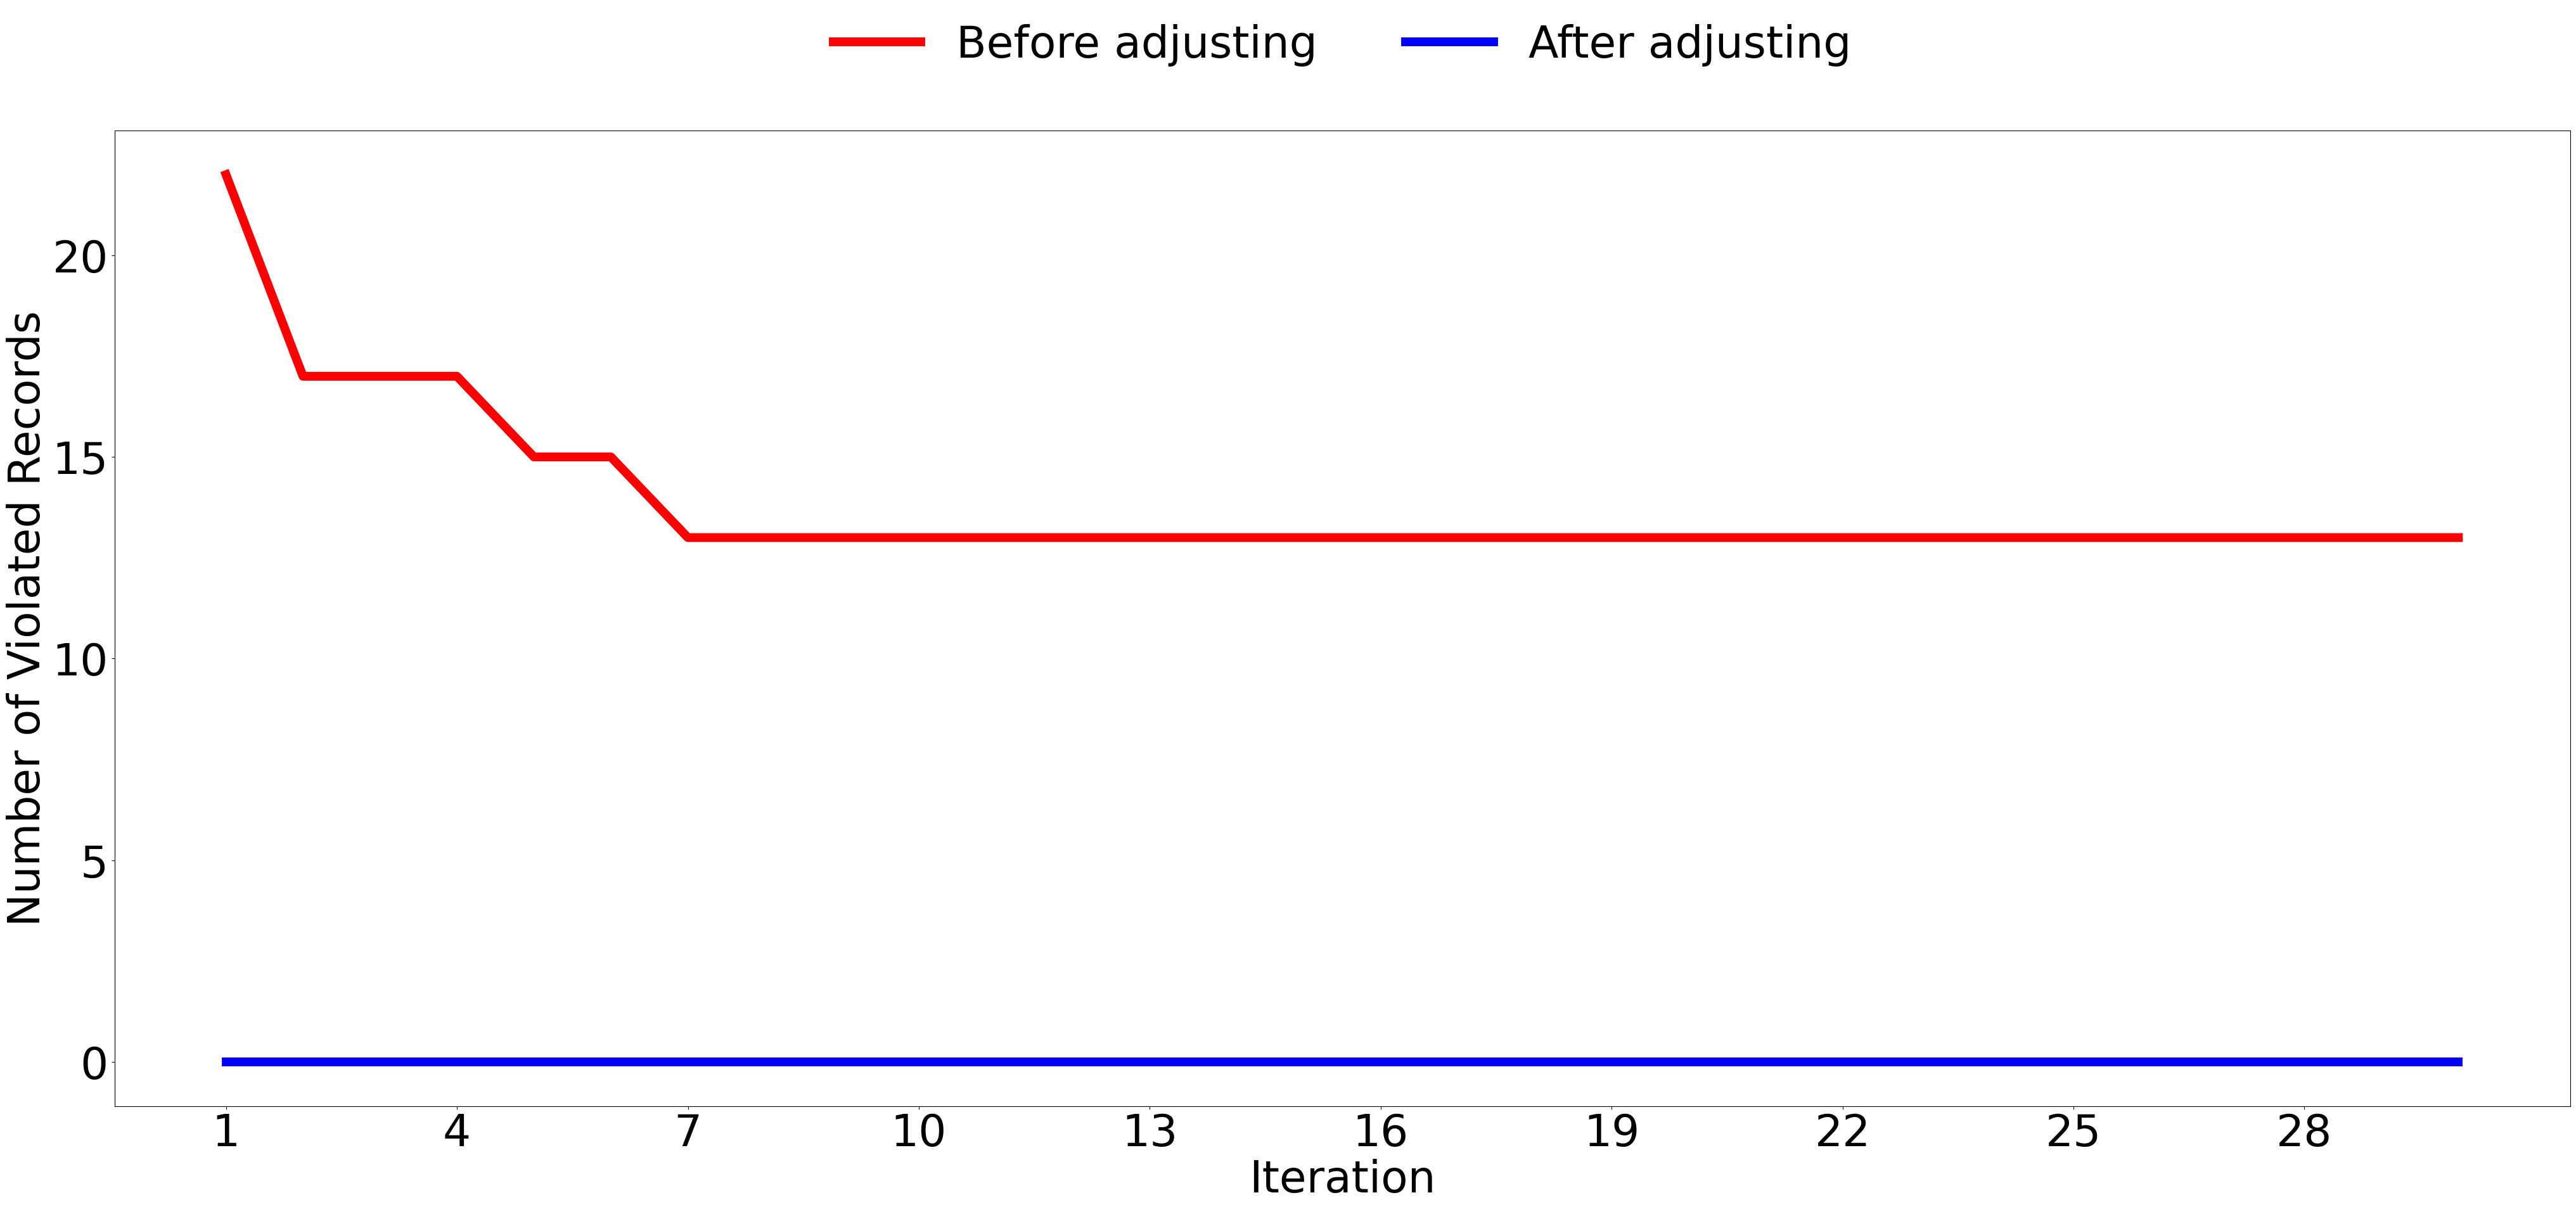 Before adjusting
After adjusting
Number of Violated Records
20
15
10
5
0
1 4 7 10 13 16 19 22 25 28
Iteration